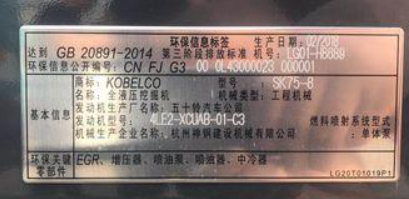 环保信息标签 生产日期: 02/2018
达到 GB 20891-2014 第三阶段排放标准 机号: LG01-H6668
环保信息公开编号: CN FJ G3 00 0L43000023 000001
基本信息
商标: KOBELCO 型号: SK75-8
名称: 全液压挖掘机 机械类型: 工程机械
发动机生产厂名称: 五十铃汽车公司
发动机型号: 4LE2-XCUAB-01-C3 燃料喷射系统型式
机械生产企业名称: 杭州神钢建设机械有限公司 : 单体泵
环保关键零部件 EGR、增压器、喷油泵、喷油器、中冷器
LG20T01019P1